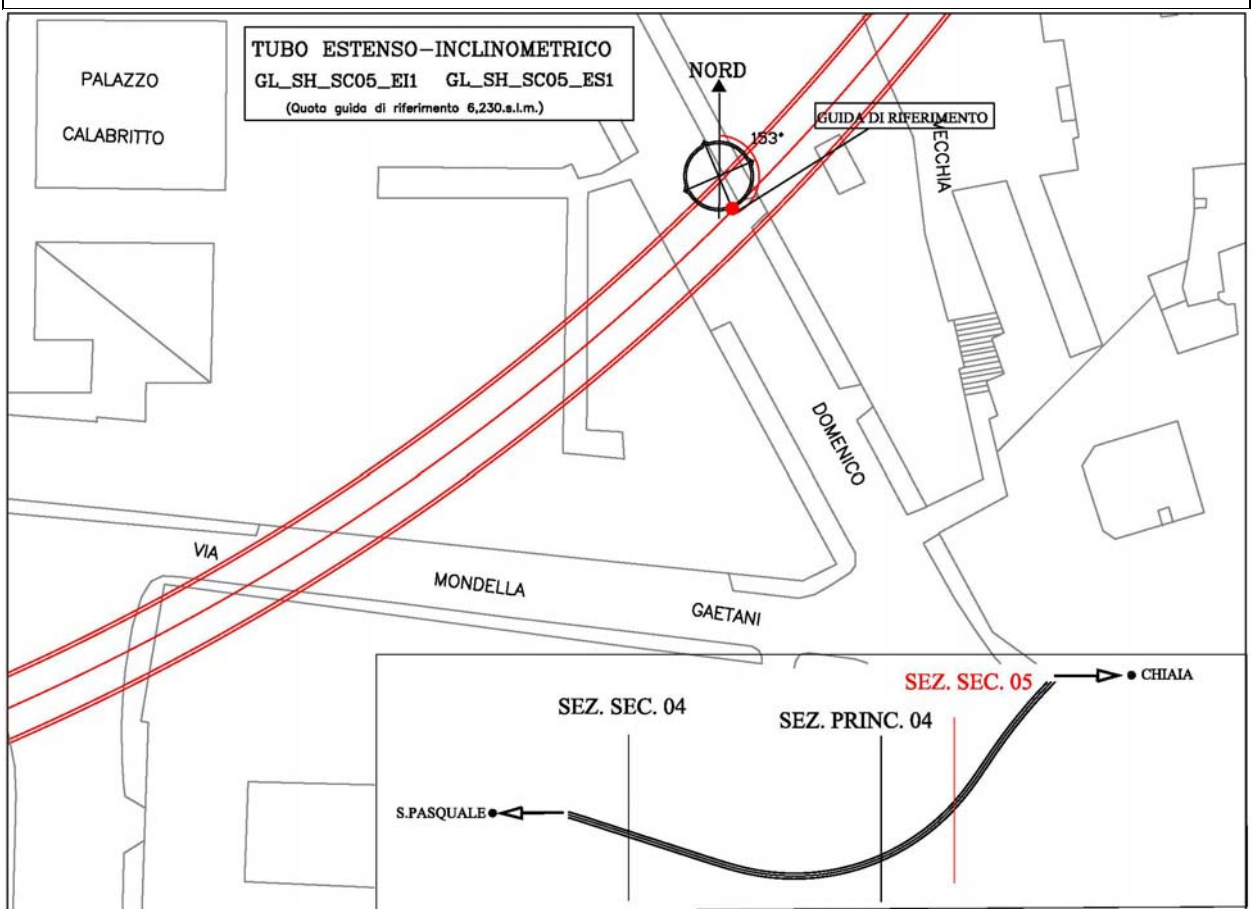 TUBO ESTENSO-INCLINOMETRICO
GL_SH_SC05_EI1 GL_SH_SC05_ES1
(Quota guida di riferimento 6,230.s.l.m.)
PALAZZO
CALABRITTO
NORD
153°
GUIDA DI RIFERIMENTO
VECCHIA
DOMENICO
VIA
MONDELLA
GAETANI
SEZ. SEC. 05
CHIAIA
SEZ. SEC. 04
SEZ. PRINC. 04
S.PASQUALE